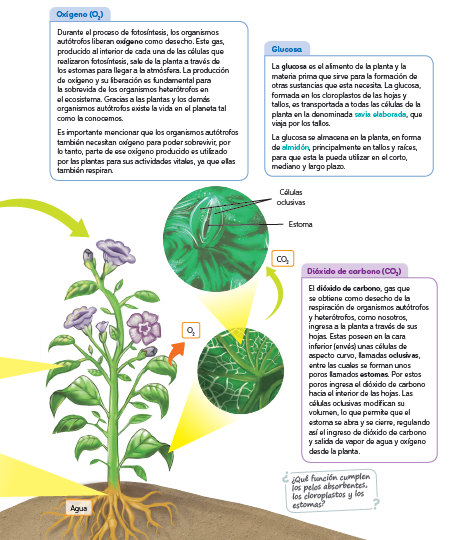 Oxígeno (O2)
Durante el proceso de fotosíntesis, los organismos
autótrofos liberan oxígeno como desecho. Este gas,
producido al interior de cada una de las células que
realizaron fotosíntesis, sale de la planta a través de
los estomas para llegar a la atmósfera. La producción
de oxígeno y su liberación es fundamental para
la sobrevida de los organismos heterótrofos en
el ecosistema. Gracias a las plantas y los demás
organismos autótrofos existe la vida en el planeta tal
como la conocemos.
Es importante mencionar que los organismos autótrofos
también necesitan oxígeno para poder sobrevivir, por
lo tanto, parte de ese oxígeno producido es utilizado
por las plantas para sus actividades vitales, ya que ellas
también respiran.
Glucosa
La glucosa es el alimento de la planta y la
materia prima que sirve para la formación de
otras sustancias que esta necesita. La glucosa,
formada en los cloroplastos de las hojas y
tallos, es transportada a todas las células de la
planta en la denominada savia elaborada, que
viaja por los tallos.
La glucosa se almacena en la planta, en forma
de almidón, principalmente en tallos y raíces,
para que esta la pueda utilizar en el corto,
mediano y largo plazo.
Células
oclusivas
Estoma
CO2
O2
Dióxido de carbono (CO2)
El dióxido de carbono, gas que
se obtiene como desecho de la
respiración de organismos autótrofos
y heterótrofos, como nosotros,
ingresa a la planta a través de sus
hojas. Estas poseen en la cara
inferior (envés) unas células de
aspecto curvo, llamadas oclusivas,
entre las cuales se forman unos
poros llamados estomas. Por estos
poros ingresa el dióxido de carbono
hacia el interior de las hojas. Las
células oclusivas modifican su
volumen, lo que permite que el
estoma se abra y se cierre, regulando
así el ingreso de dióxido de carbono
y salida de vapor de agua y oxígeno
desde la planta.
¿Qué función cumplen
los pelos absorbentes,
los cloroplastos y los
estomas?
Agua